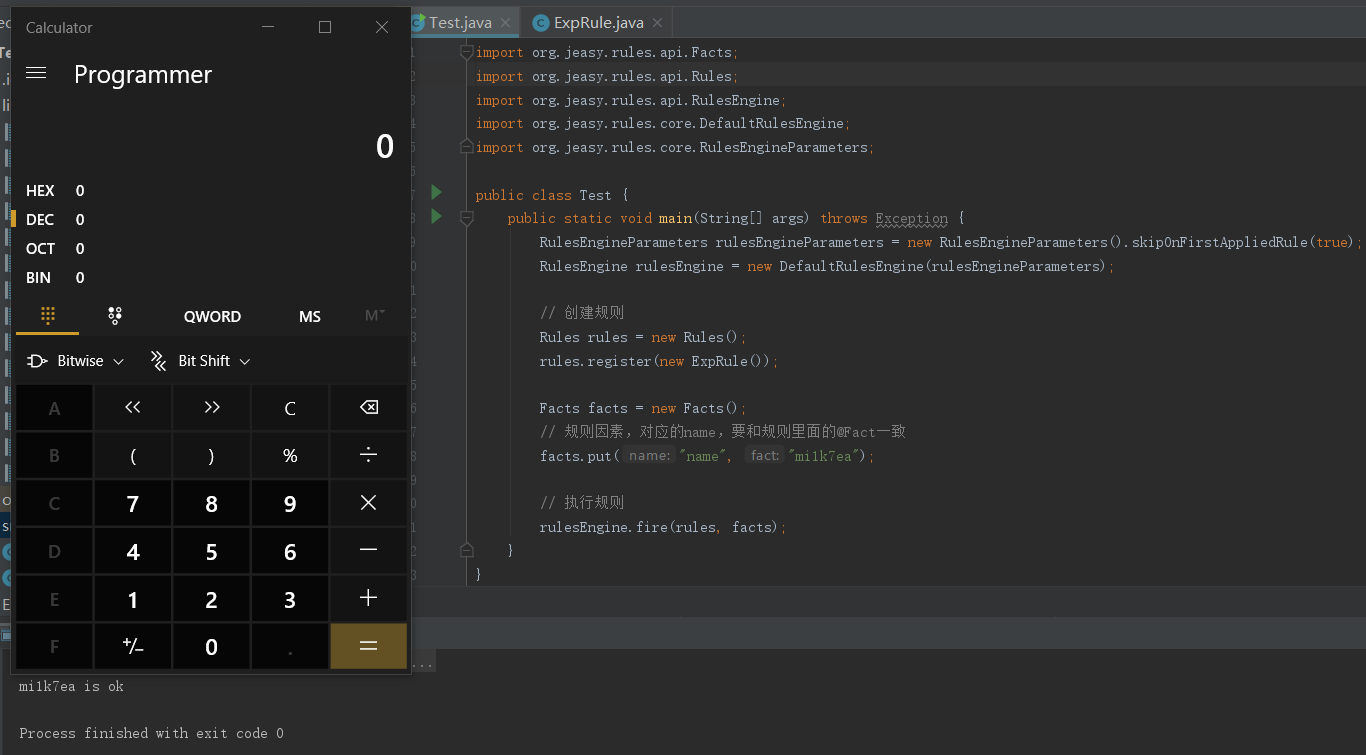 Calculator
Programmer
0
HEX 0
DEC 0
OCT 0
BIN 0
QWORD MS M
Bitwise Bit Shift
A << >> C
B ( ) % ÷
C 7 8 9 ×
D 4 5 6 −
E 1 2 3 +
F +/− 0 . =
Test.java ExpRule.java
import org.jeasy.rules.api.Facts;
import org.jeasy.rules.api.Rules;
import org.jeasy.rules.api.RulesEngine;
import org.jeasy.rules.core.DefaultRulesEngine;
import org.jeasy.rules.core.RulesEngineParameters;
public class Test {
public static void main(String[] args) throws Exception {
RulesEngineParameters rulesEngineParameters = new RulesEngineParameters().skipOnFirstAppliedRule(true);
RulesEngine rulesEngine = new DefaultRulesEngine(rulesEngineParameters);
// 创建规则
Rules rules = new Rules();
rules.register(new ExpRule());
Facts facts = new Facts();
// 规则因素，对应的name，要和规则里面的@Fact一致
facts.put( name: "name", fact: "mi1k7ea");
// 执行规则
rulesEngine.fire(rules, facts);
}
}
...
mi1k7ea is ok
Process finished with exit code 0